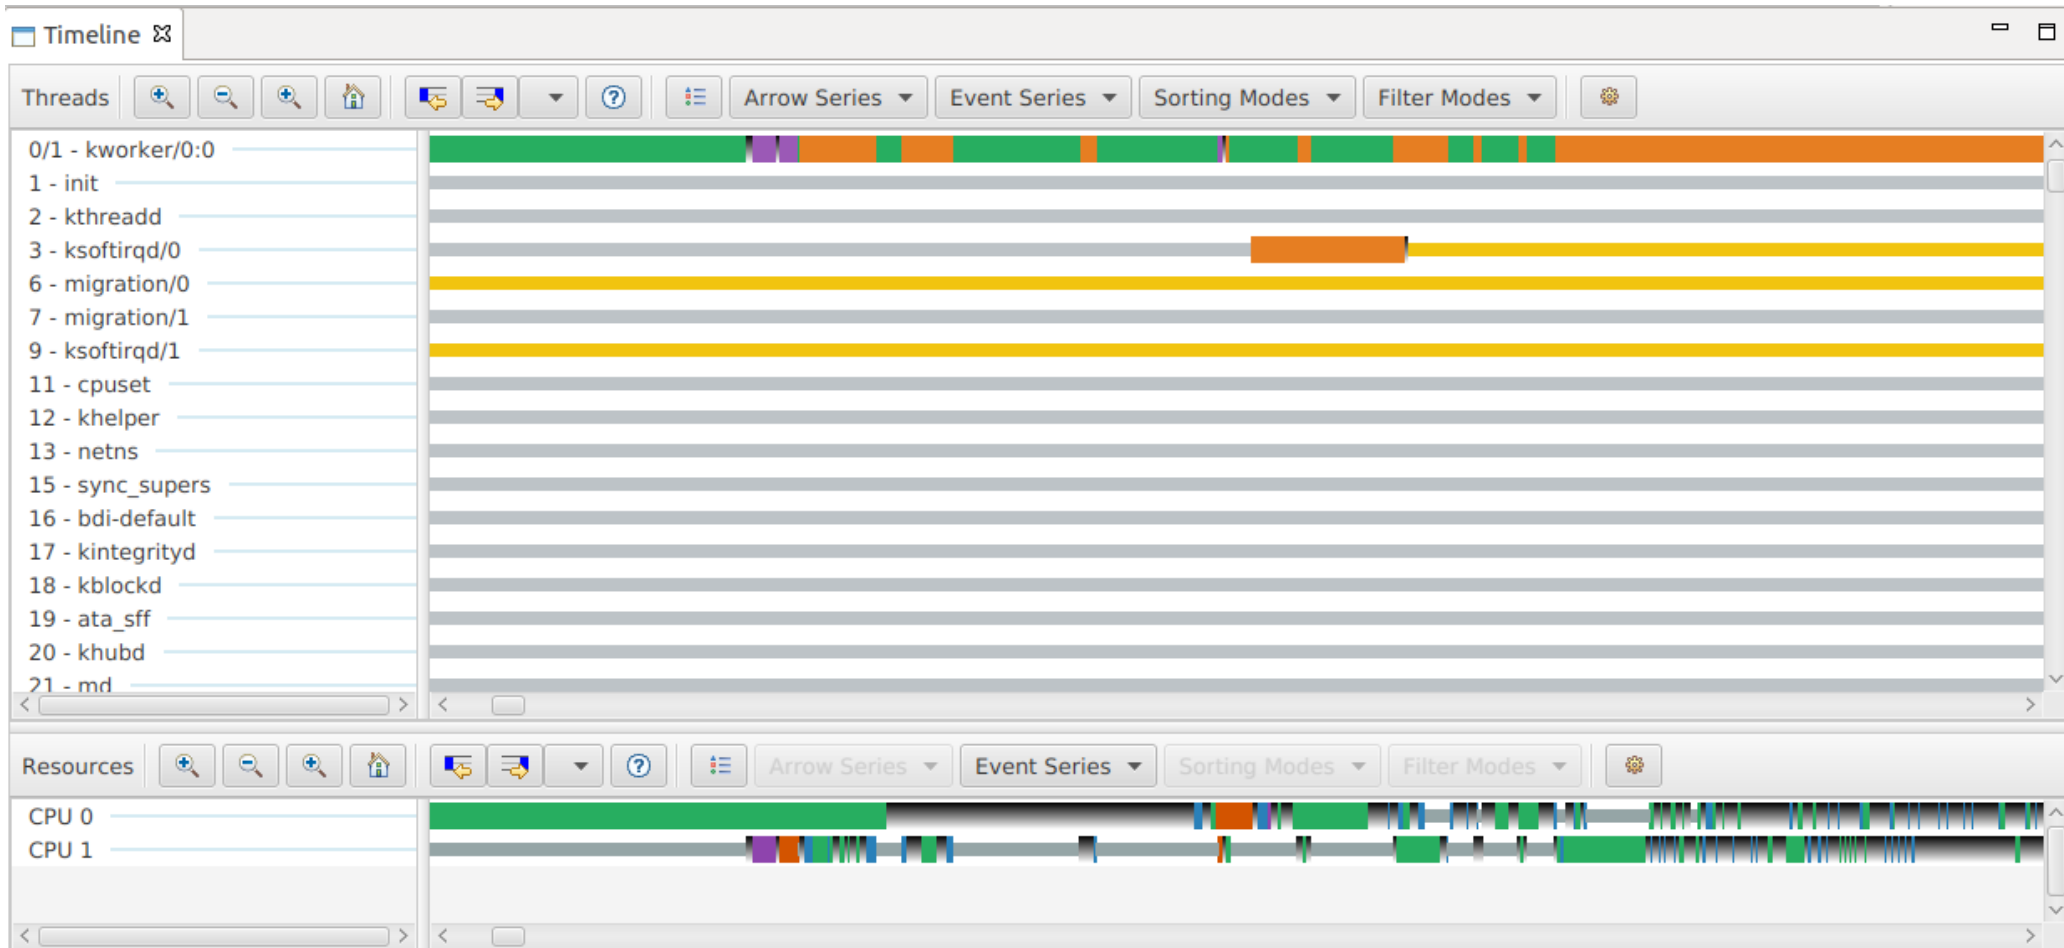 Timeline
Threads Arrow Series Event Series Sorting Modes Filter Modes
0/1 - kworker/0:0
1 - init
2 - kthreadd
3 - ksoftirqd/0
6 - migration/0
7 - migration/1
9 - ksoftirqd/1
11 - cpuset
12 - khelper
13 - netns
15 - sync_supers
16 - bdi-default
17 - kintegrityd
18 - kblockd
19 - ata_sff
20 - khubd
21 - md
Resources Arrow Series Event Series Sorting Modes Filter Modes
CPU 0
CPU 1